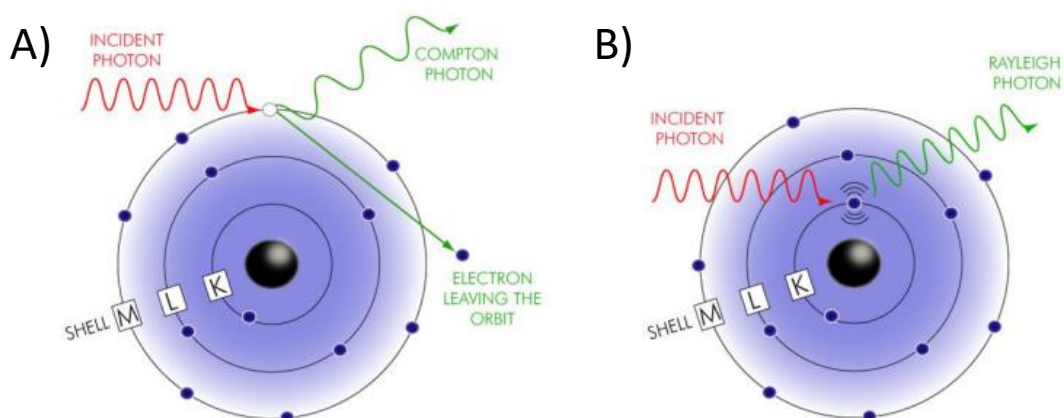 A)
INCIDENT
PHOTON
COMPTON
PHOTON
ELECTRON
LEAVING THE
ORBIT
SHELL M L K
B)
INCIDENT
PHOTON
RAYLEIGH
PHOTON
SHELL M L K